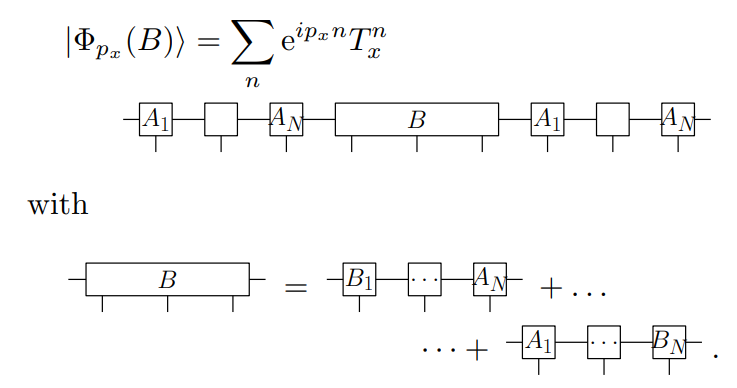 |Φ_{p_x}(B)⟩ = ∑_n e^{ip_x n} T_x^n
A_1 A_N B A_1 A_N
with
B = B_1 ··· A_N + ...
··· + A_1 ··· B_N .